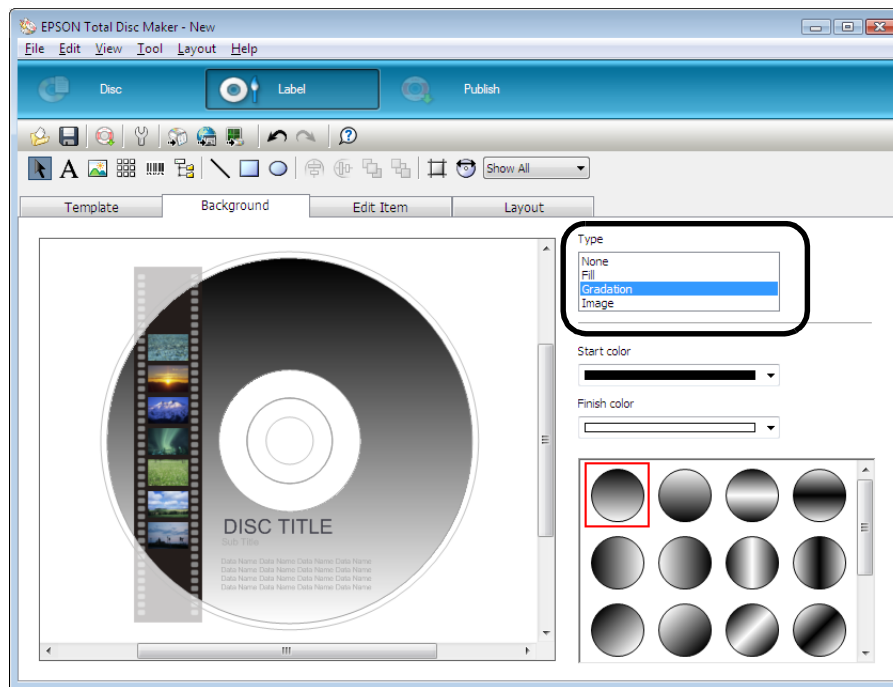 EPSON Total Disc Maker - New
File Edit View Tool Layout Help
Disc Label Publish
A Show All
Template Background Edit Item Layout
Type
None
Fill
Gradation
Image
Start color
Finish color
DISC TITLE
Sub Title
Data Name Data Name Data Name Data Name
Data Name Data Name Data Name Data Name
Data Name Data Name Data Name Data Name
Data Name Data Name Data Name Data Name